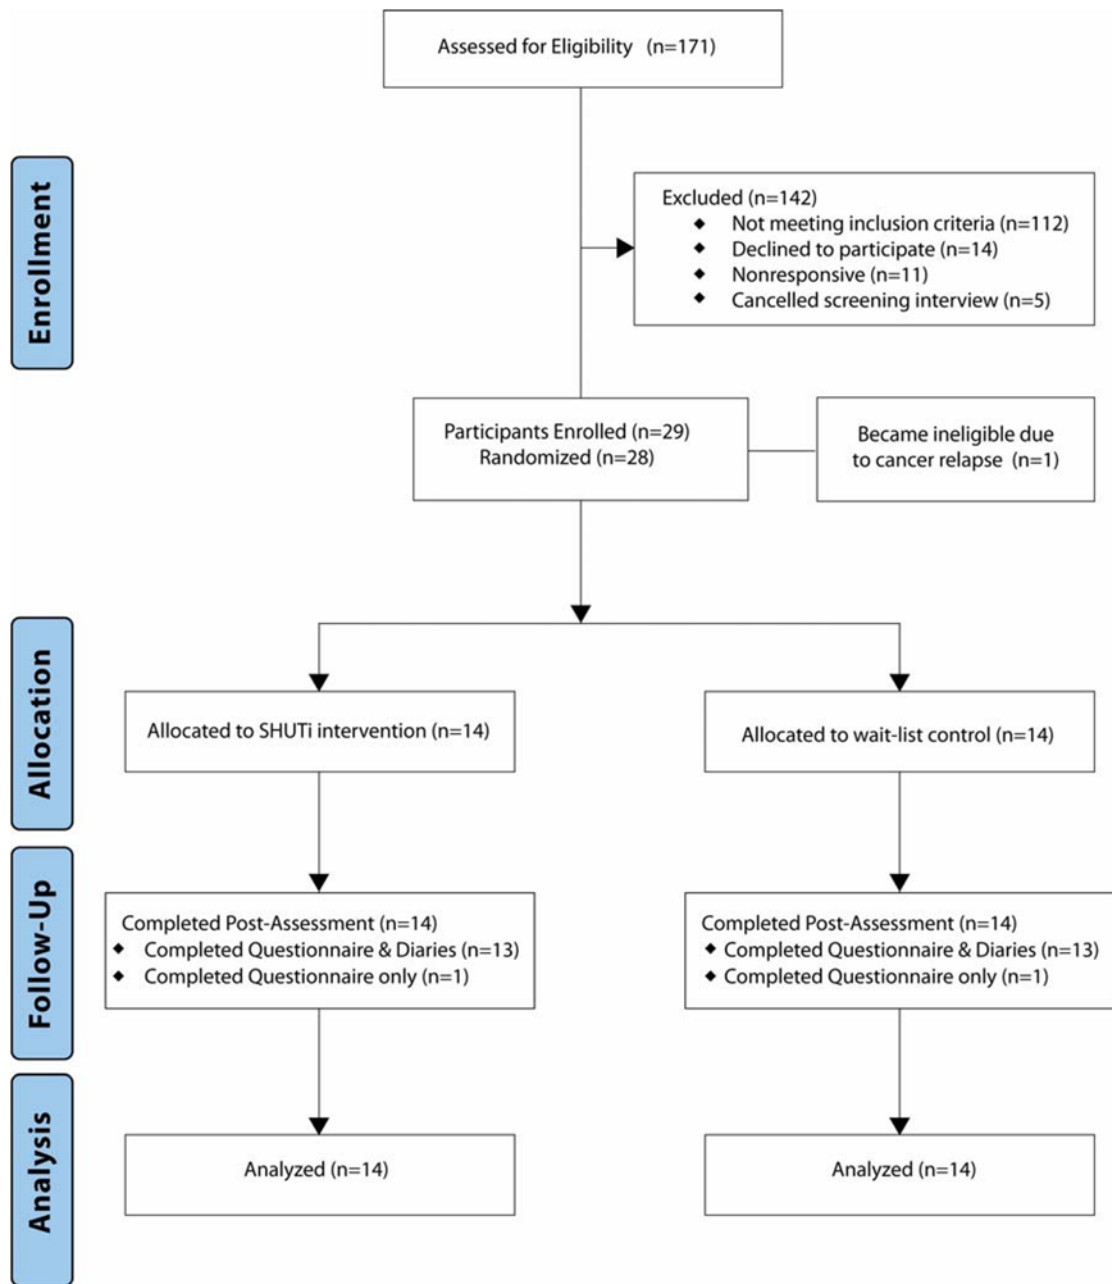 Assessed for Eligibility (n=171)
Enrollment
Excluded (n=142)
◆ Not meeting inclusion criteria (n=112)
◆ Declined to participate (n=14)
◆ Nonresponsive (n=11)
◆ Cancelled screening interview (n=5)
Participants Enrolled (n=29)
Randomized (n=28)
Became ineligible due
to cancer relapse (n=1)
Allocation
Allocated to SHUTi intervention (n=14)
Allocated to wait-list control (n=14)
Follow-Up
Completed Post-Assessment (n=14)
◆ Completed Questionnaire & Diaries (n=13)
◆ Completed Questionnaire only (n=1)
Completed Post-Assessment (n=14)
◆ Completed Questionnaire & Diaries (n=13)
◆ Completed Questionnaire only (n=1)
Analysis
Analyzed (n=14)
Analyzed (n=14)